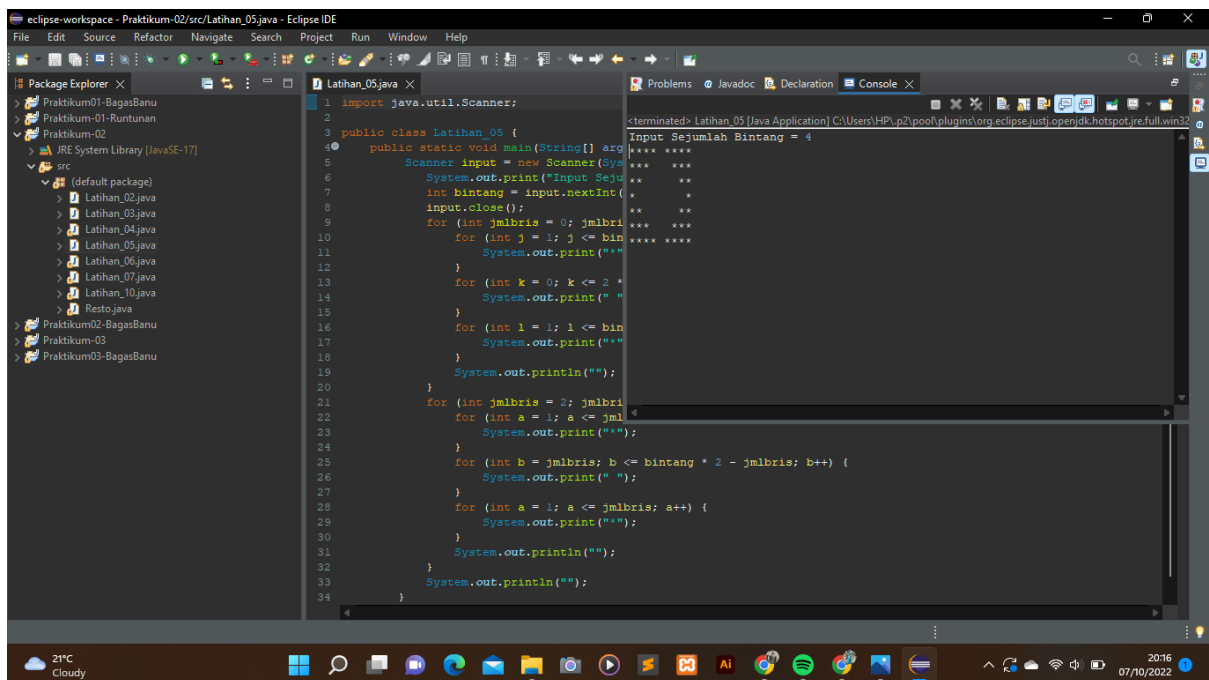 eclipse-workspace - Praktikum-02/src/Latihan_05.java - Eclipse IDE
File Edit Source Refactor Navigate Search Project Run Window Help
Package Explorer
Praktikum01-BagasBanu
Praktikum-01-Runtunan
Praktikum-02
JRE System Library [JavaSE-17]
src
(default package)
Latihan_02.java
Latihan_03.java
Latihan_04.java
Latihan_05.java
Latihan_06.java
Latihan_07.java
Latihan_10.java
Resto.java
Praktikum02-BagasBanu
Praktikum-03
Praktikum03-BagasBanu
Latihan_05.java
1 import java.util.Scanner;
2
3 public class Latihan_05 {
4 public static void main(String[] arg
5 Scanner input = new Scanner(Sys
6 System.out.print("Input Seju
7 int bintang = input.nextInt(
8 input.close();
9 for (int jmlbris = 0; jmlbri
10 for (int j = 1; j <= bin
11 System.out.print("*"
12 }
13 for (int k = 0; k <= 2 *
14 System.out.print(" "
15 }
16 for (int l = 1; l <= bin
17 System.out.print("*"
18 }
19 System.out.println("");
20 }
21 for (int jmlbris = 2; jmlbri
22 for (int a = 1; a <= jml
23 System.out.print("*");
24 }
25 for (int b = jmlbris; b <= bintang * 2 - jmlbris; b++) {
26 System.out.print(" ");
27 }
28 for (int a = 1; a <= jmlbris; a++) {
29 System.out.print("*");
30 }
31 System.out.println("");
32 }
33 System.out.println("");
34 }
Problems Javadoc Declaration Console
<terminated> Latihan_05 [Java Application] C:\Users\HP\.p2\pool\plugins\org.eclipse.justj.openjdk.hotspot.jre.full.win32
Input Sejumlah Bintang = 4
**** ****
***   ***
**     **
*       *
**     **
***   ***
**** ****
21°C
Cloudy
Ai
20:16
07/10/2022
1